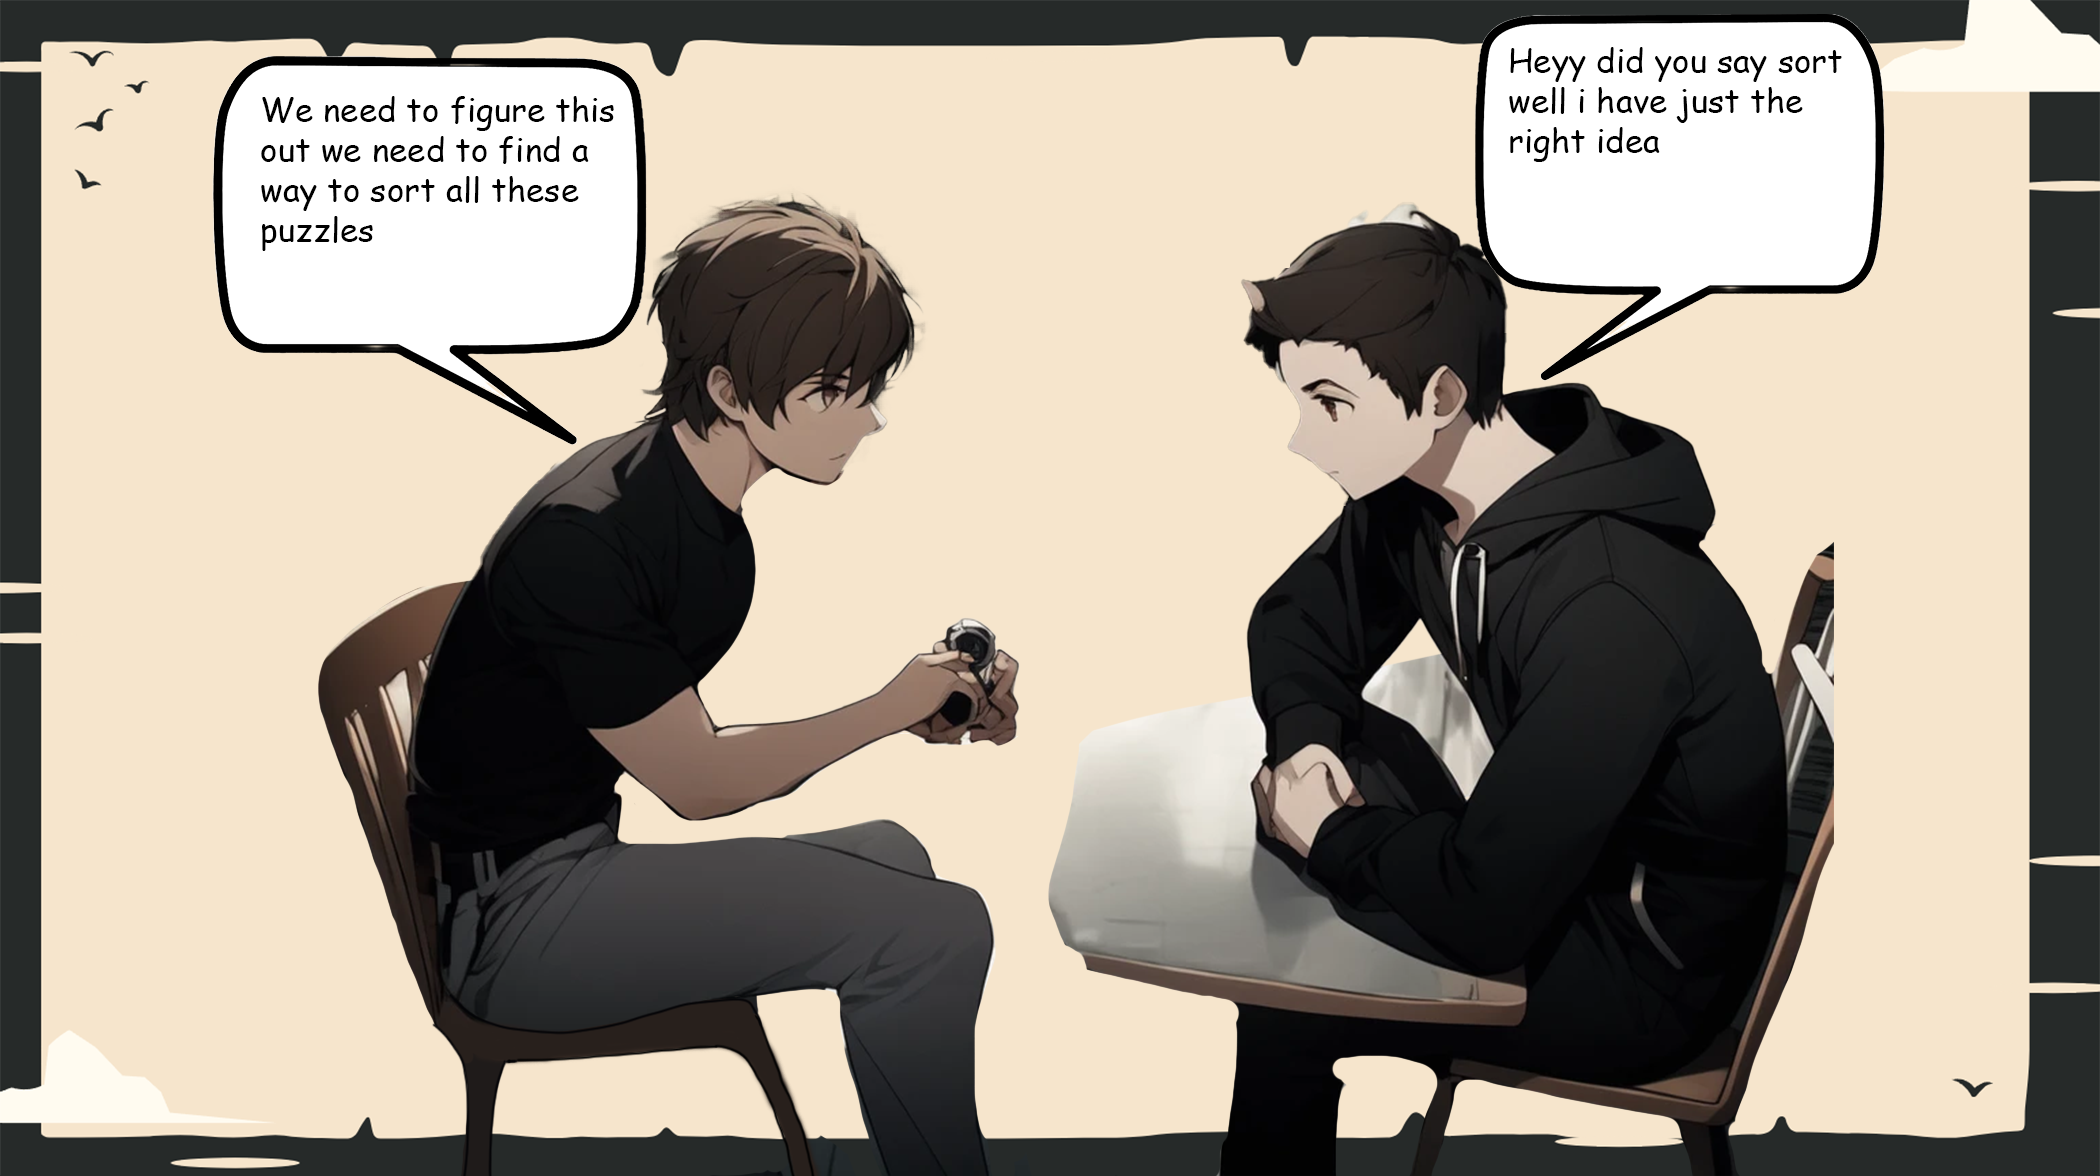 We need to figure this
out we need to find a
way to sort all these
puzzles
Heyy did you say sort
well i have just the
right idea